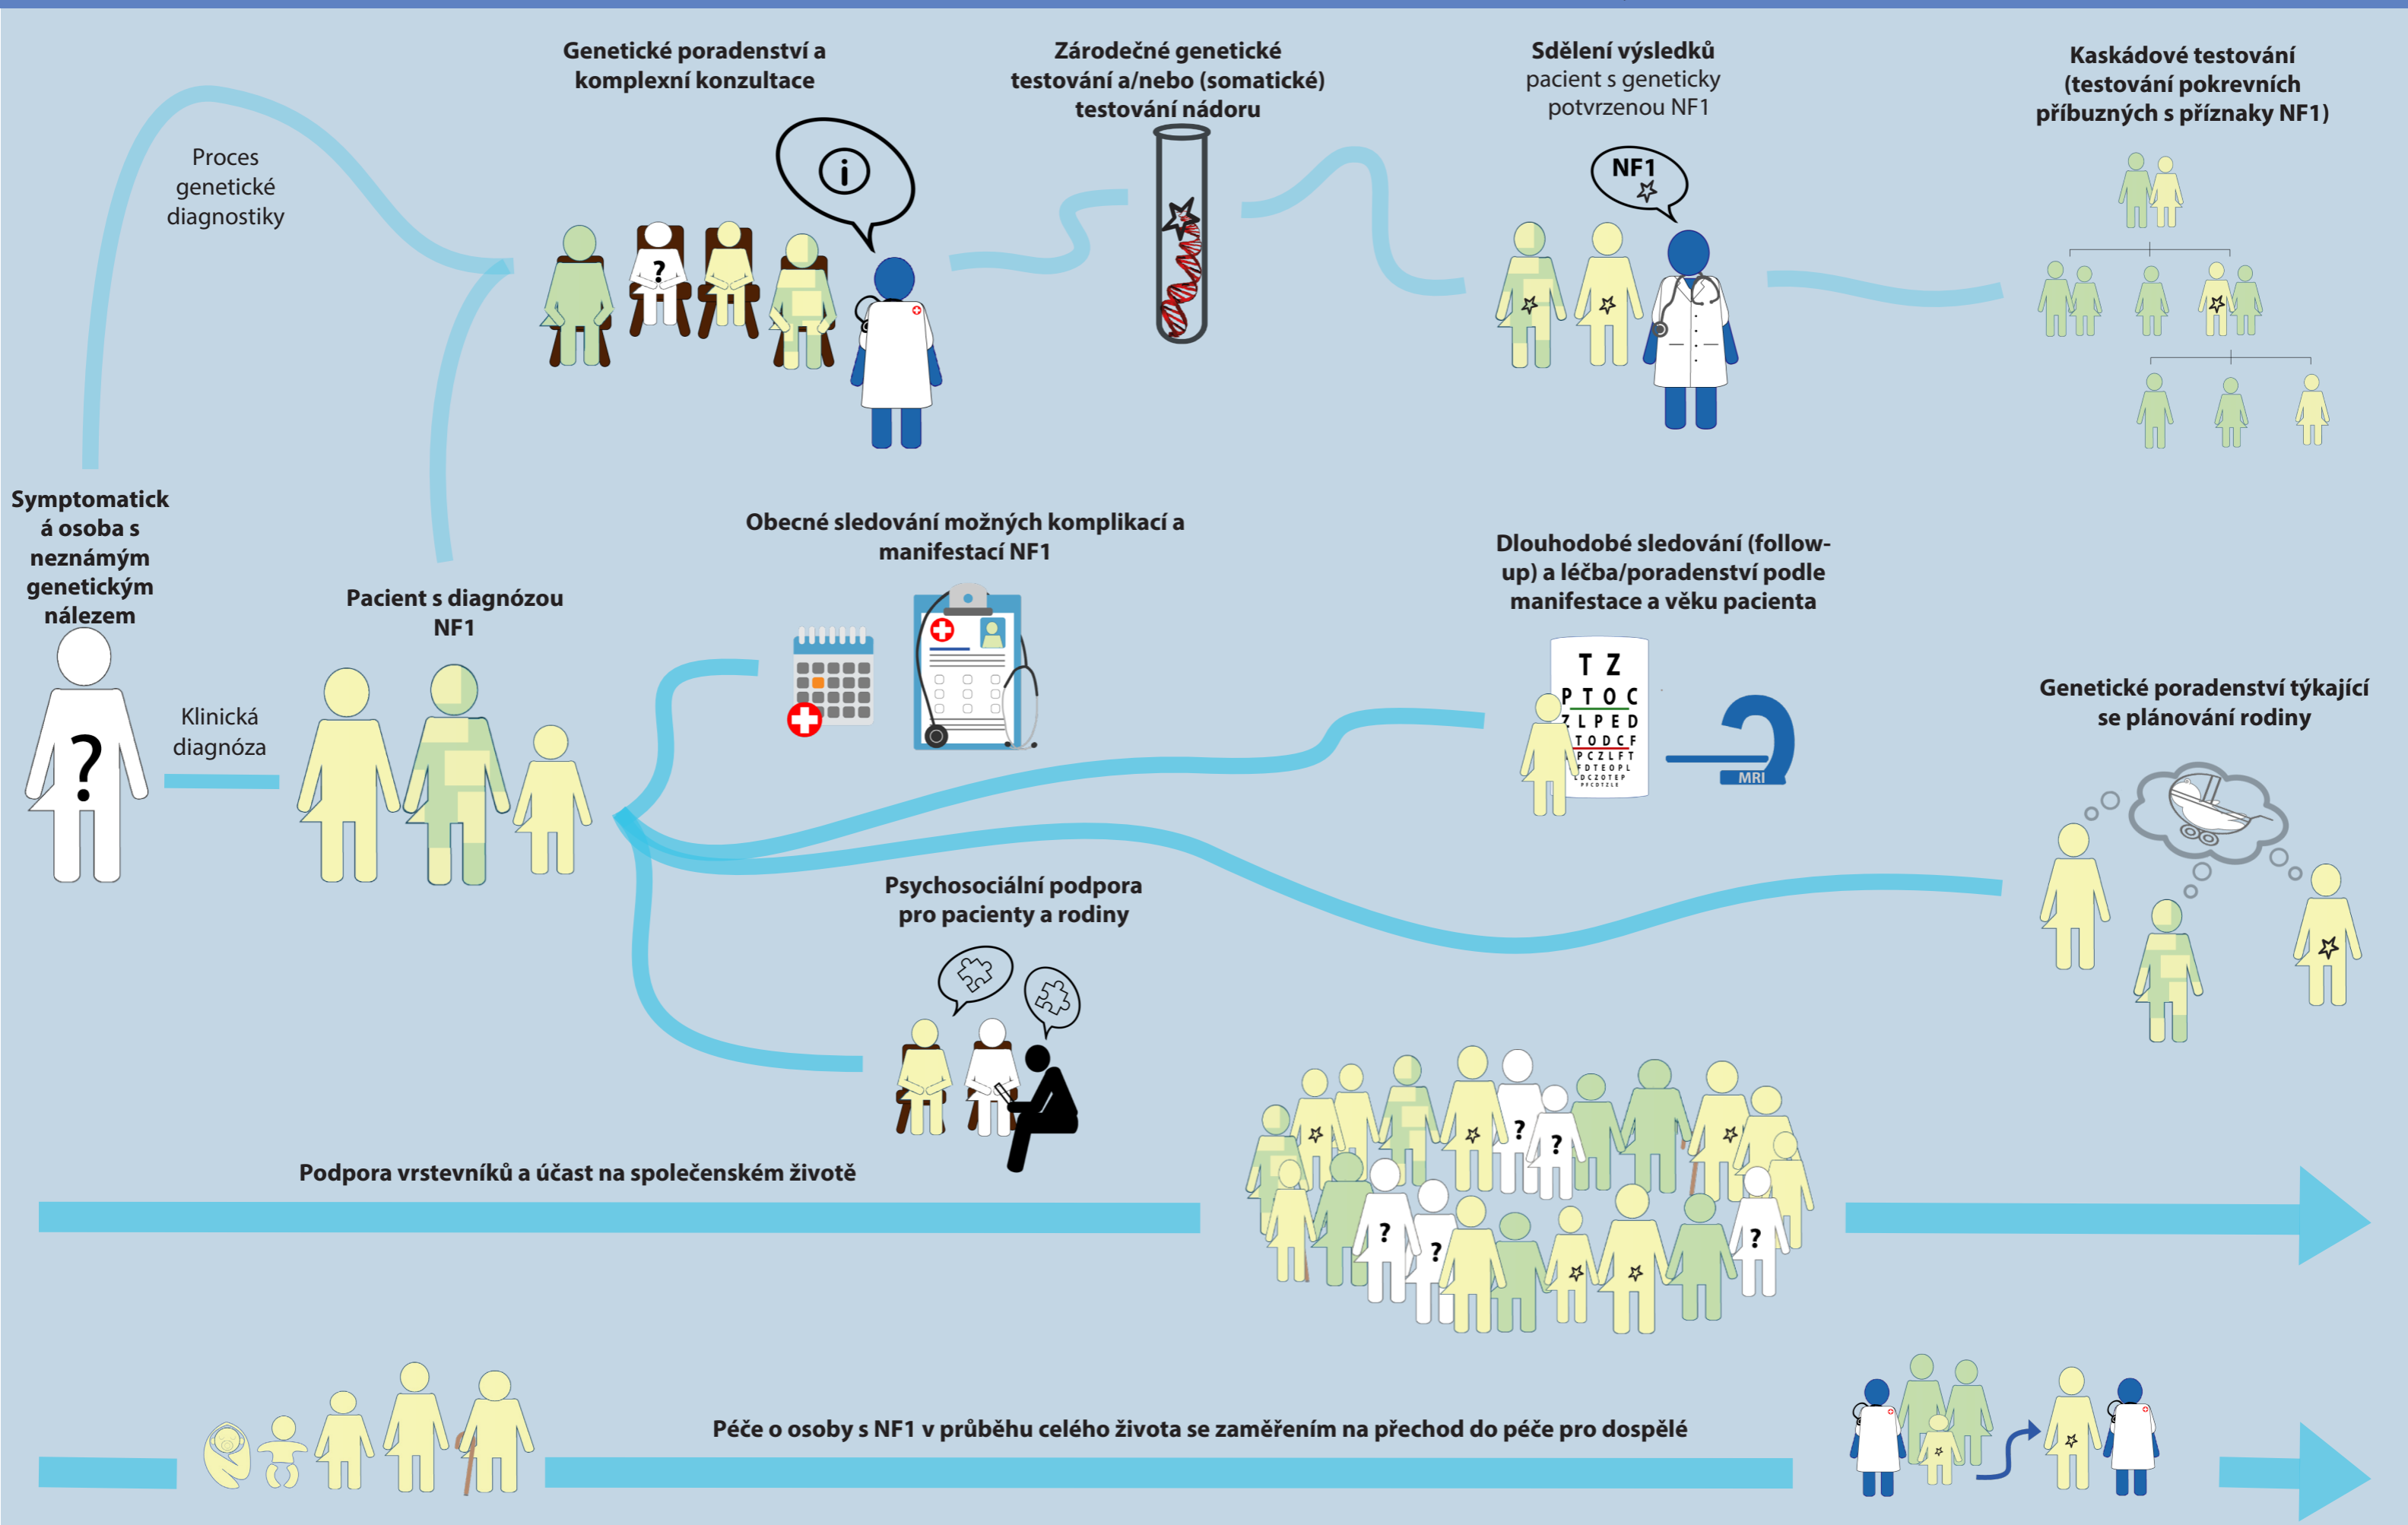 Genetické poradenství a
komplexní konzultace
Zárodečné genetické
testování a/nebo (somatické)
testování nádoru
Sdělení výsledků
pacient s geneticky
potvrzenou NF1
Kaskádové testování
(testování pokrevních
příbuzných s příznaky NF1)
Proces
genetické
diagnostiky
i
NF1
?
Symptomatick
á osoba s
neznámým
genetickým
nálezem
?
Klinická
diagnóza
Pacient s diagnózou
NF1
Obecné sledování možných komplikací a
manifestací NF1
Dlouhodobé sledování (follow-
up) a léčba/poradenství podle
manifestace a věku pacienta
T Z
P T O C
Z L P E D
T O D C F
P C Z L F T
F D T E O P L
L D C Z O T E P
P F C O T Z L E
MRI
Genetické poradenství týkající
se plánování rodiny
Psychosociální podpora
pro pacienty a rodiny
Podpora vrstevníků a účast na společenském životě
?
?
?
?
?
Péče o osoby s NF1 v průběhu celého života se zaměřením na přechod do péče pro dospělé